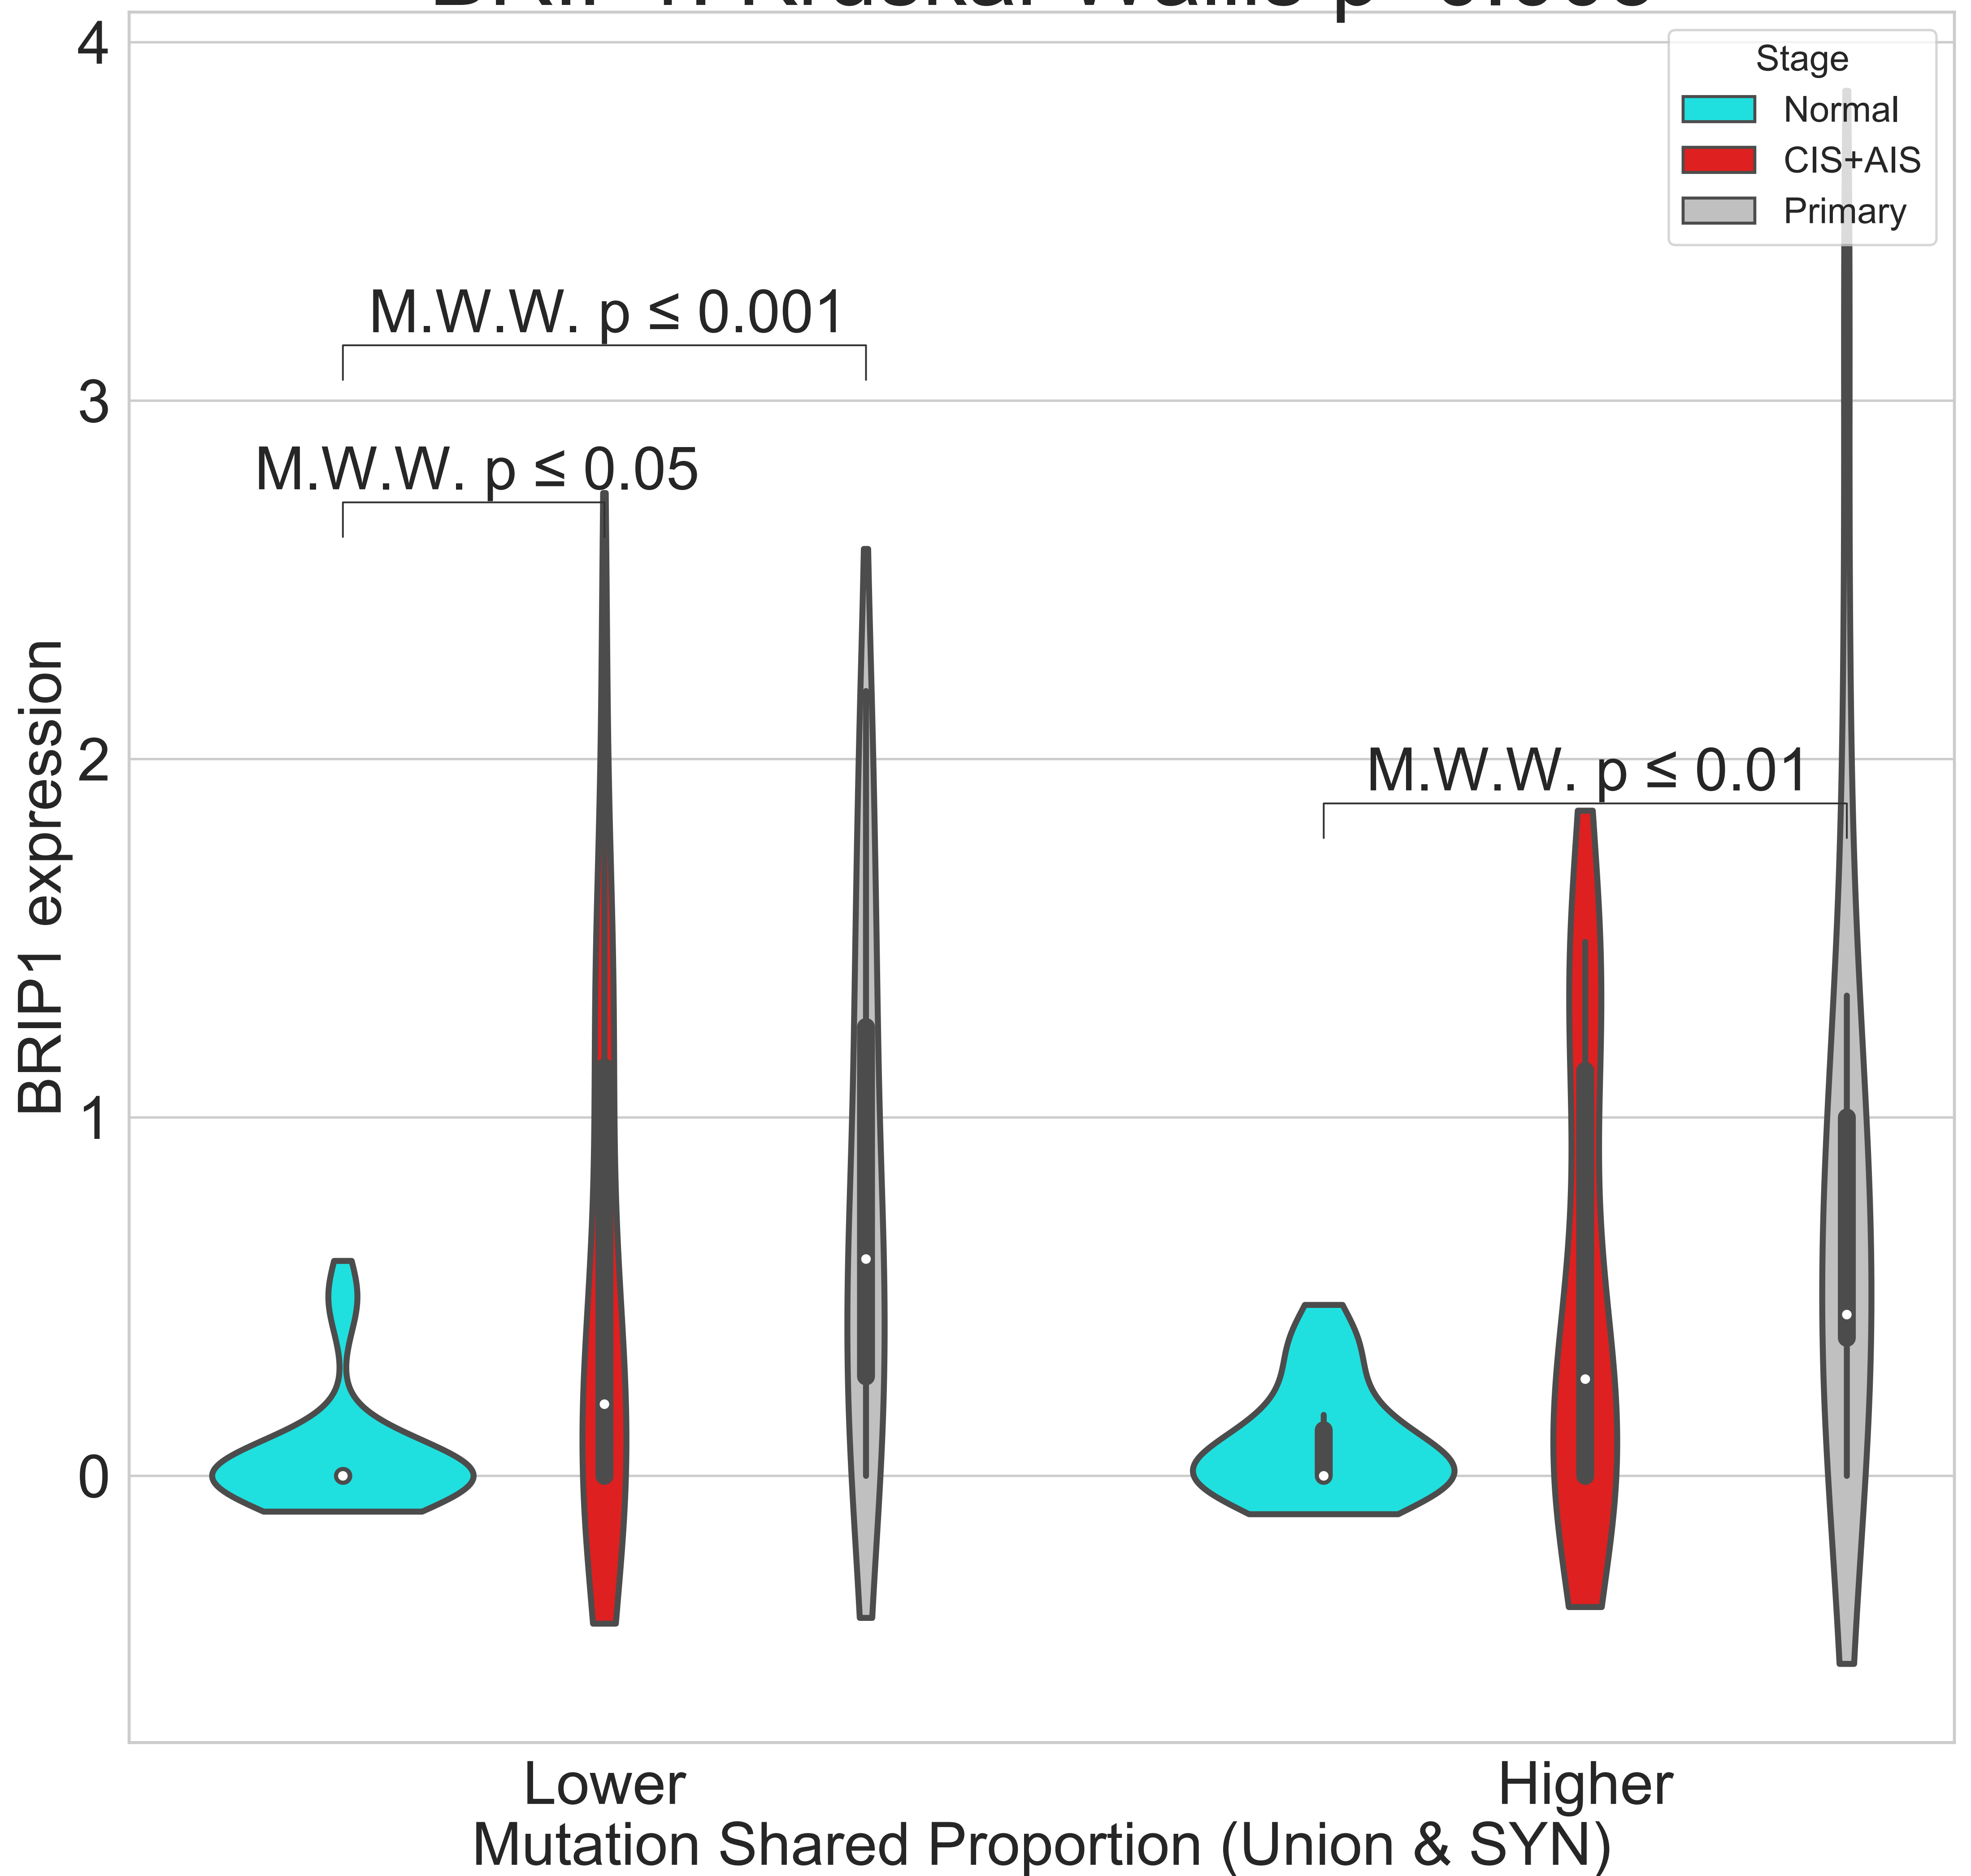 4
Stage
Normal
CIS+AIS
Primary
M.W.W. p ≤ 0.001
3
M.W.W. p ≤ 0.05
2
M.W.W. p ≤ 0.01
BRIP1 expression
1
0
Lower
Higher
Mutation Shared Proportion (Union & SYN)